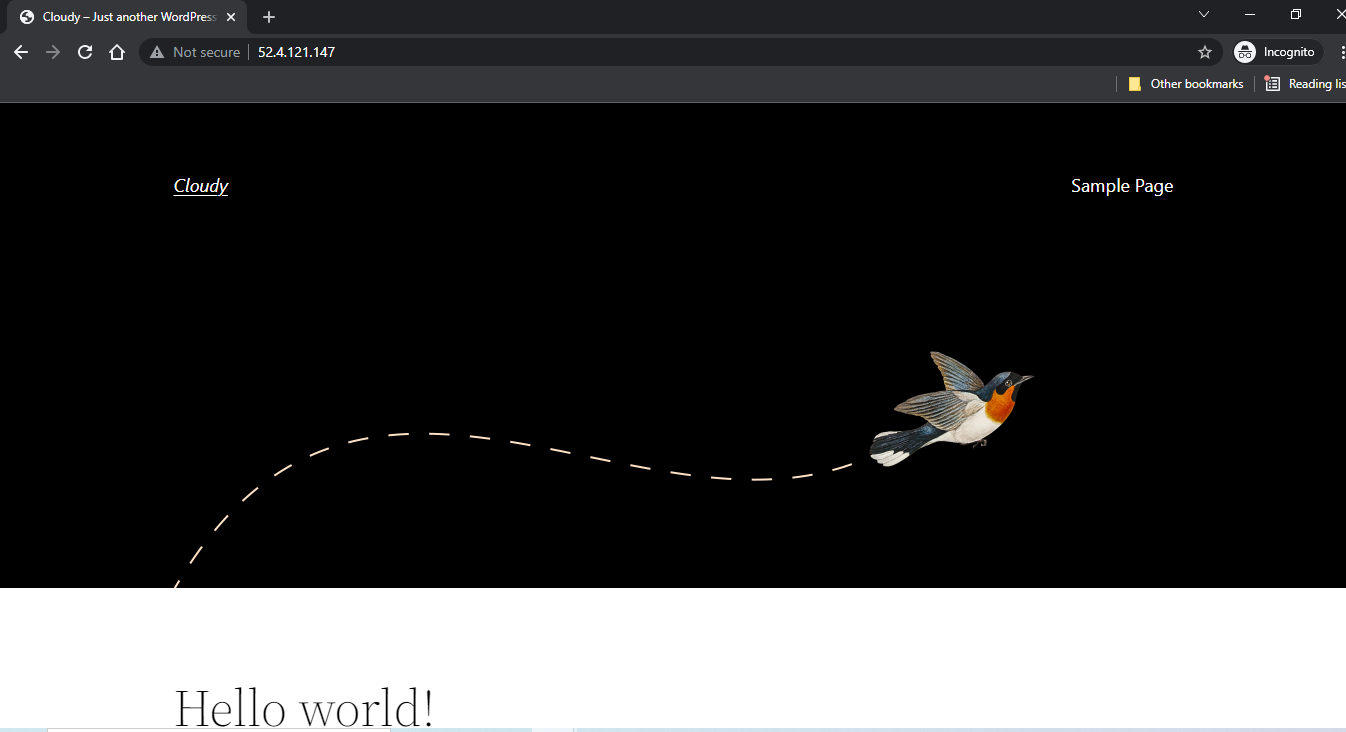 Cloudy – Just another WordPress
Not secure 52.4.121.147
Incognito
Other bookmarks
Reading lis
Cloudy
Sample Page
Hello world!